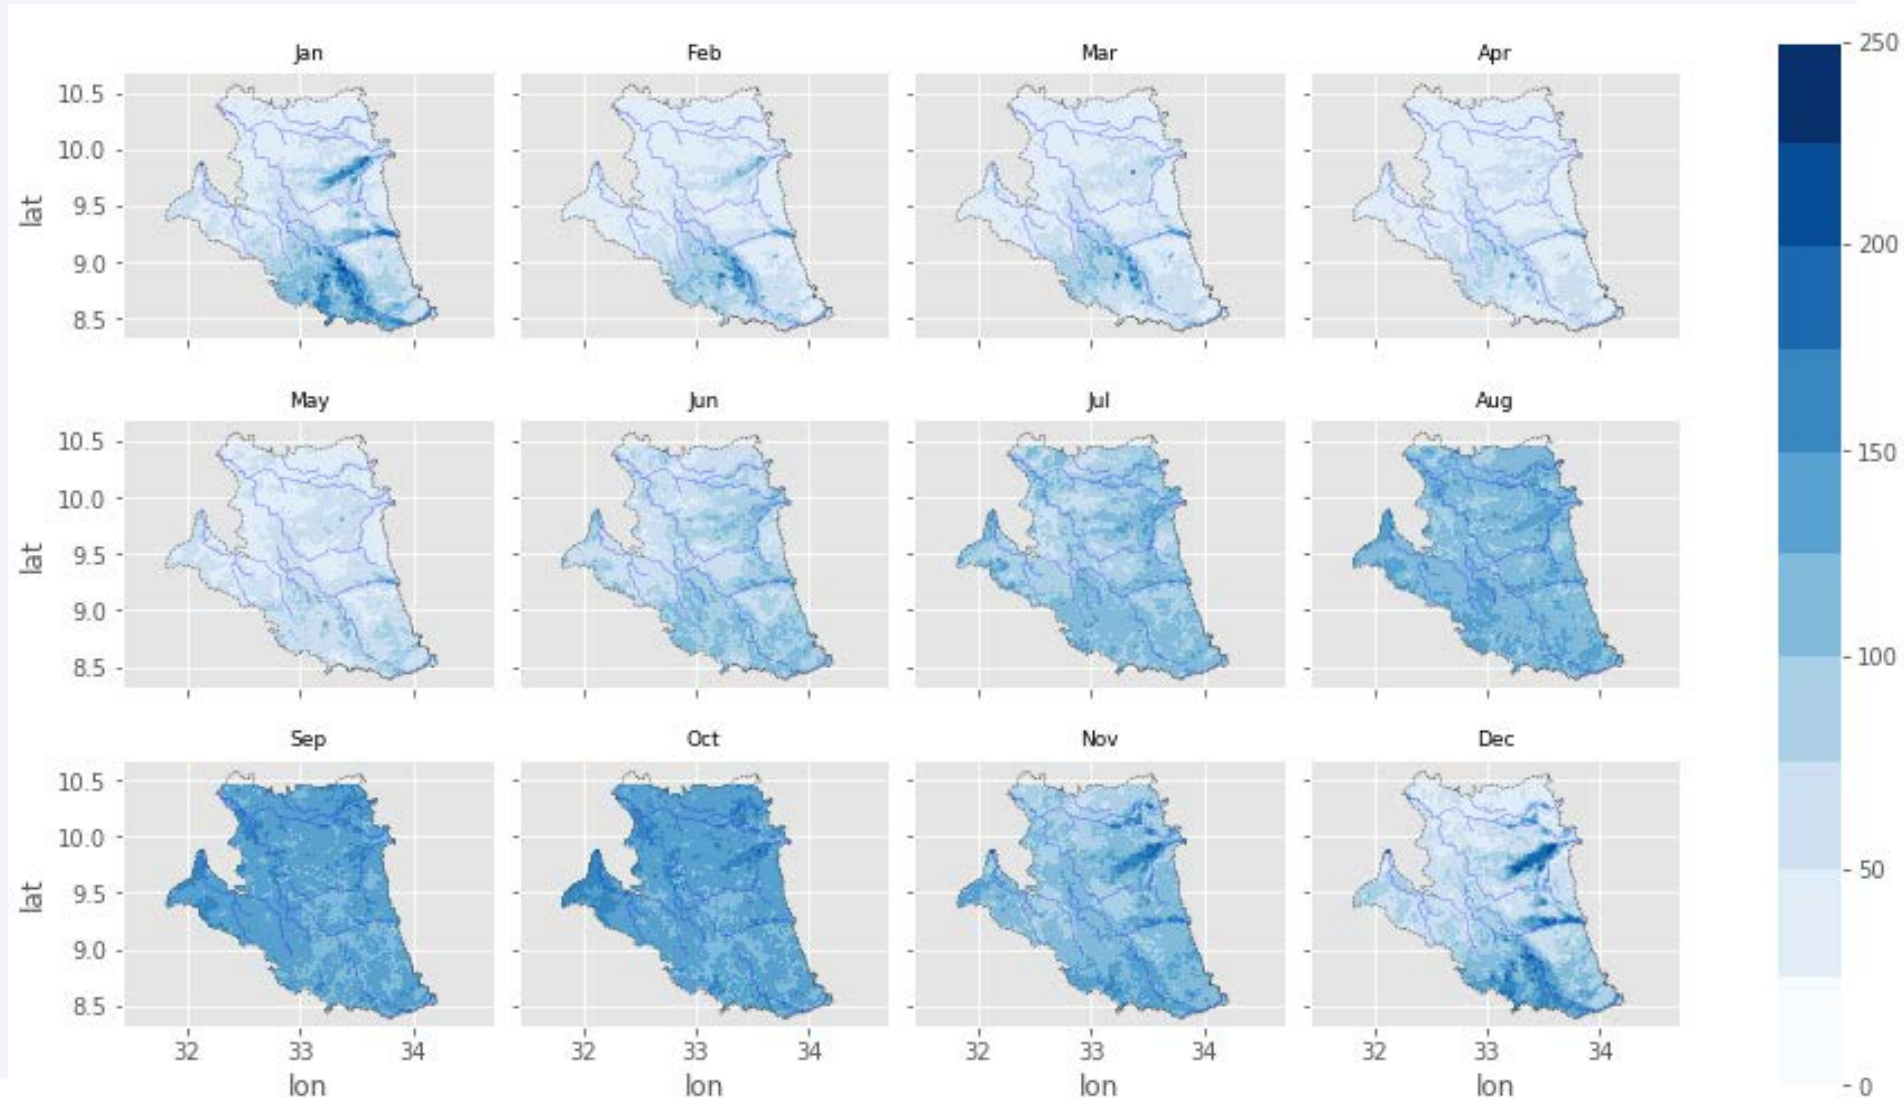 Jan Feb Mar Apr
250
10.5
10.0
9.5
9.0
8.5
lat
200
May Jun Jul Aug
10.5
10.0
9.5
9.0
8.5
lat
150
100
Sep Oct Nov Dec
10.5
10.0
9.5
9.0
8.5
lat
50
0
32 33 34 32 33 34 32 33 34 32 33 34
lon lon lon lon